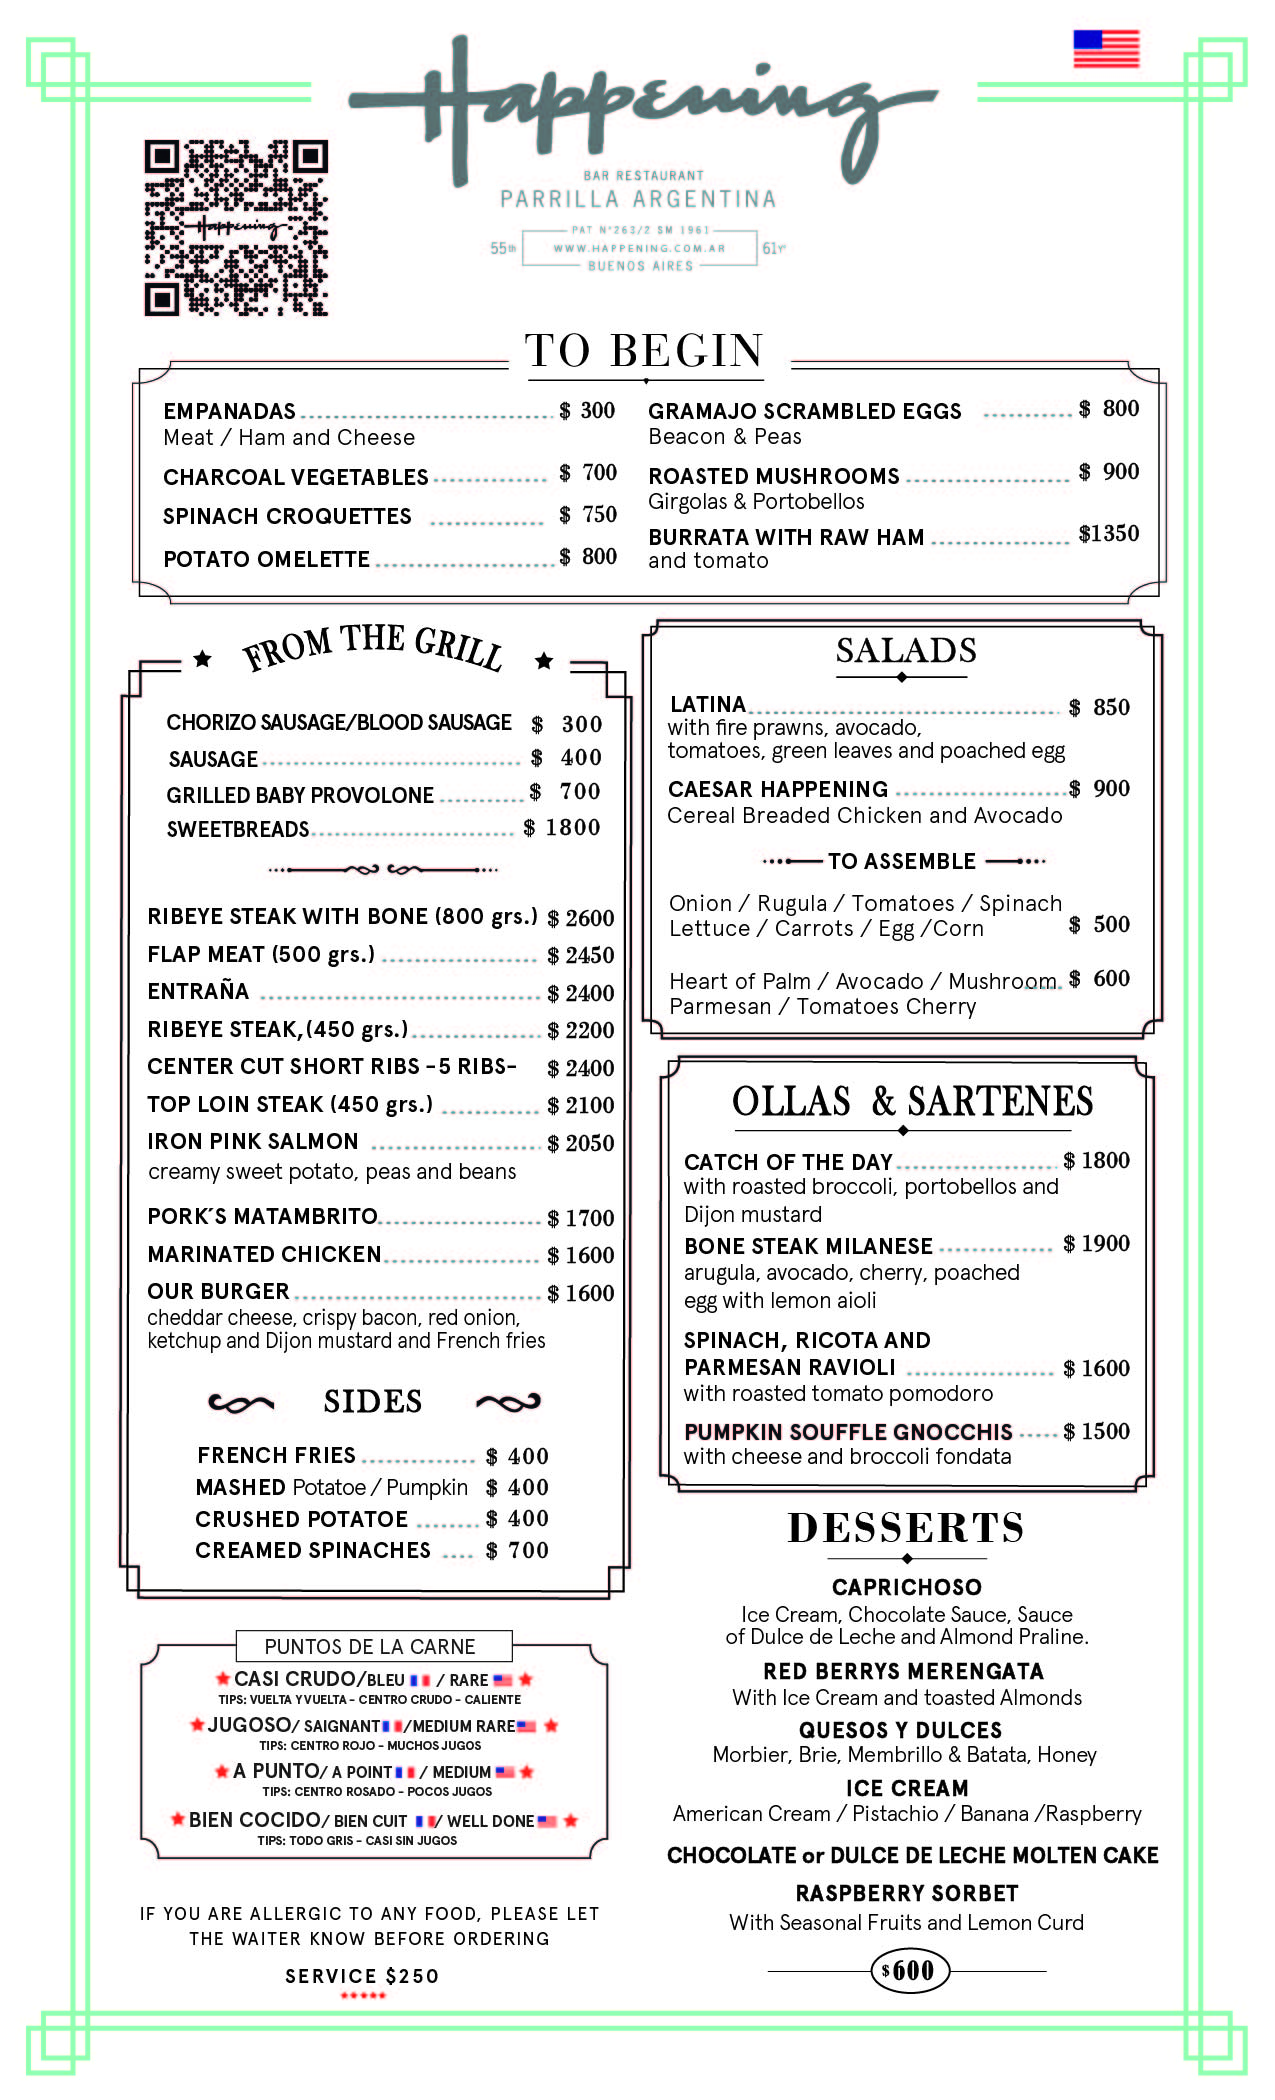 Happening
BAR RESTAURANT
PARRILLA ARGENTINA
PAT N°263/2 SM 1961
55th WWW.HAPPENING.COM.AR 61yr
BUENOS AIRES
Happening
TO BEGIN
EMPANADAS $ 300
Meat / Ham and Cheese
CHARCOAL VEGETABLES $ 700
SPINACH CROQUETTES $ 750
POTATO OMELETTE $ 800
GRAMAJO SCRAMBLED EGGS $ 800
Beacon & Peas
ROASTED MUSHROOMS $ 900
Girgolas & Portobellos
BURRATA WITH RAW HAM $1350
and tomato
FROM THE GRILL
CHORIZO SAUSAGE/BLOOD SAUSAGE $ 300
SAUSAGE $ 400
GRILLED BABY PROVOLONE $ 700
SWEETBREADS $ 1800
RIBEYE STEAK WITH BONE (800 grs.) $ 2600
FLAP MEAT (500 grs.) $ 2450
ENTRAÑA $ 2400
RIBEYE STEAK,(450 grs.) $ 2200
CENTER CUT SHORT RIBS -5 RIBS- $ 2400
TOP LOIN STEAK (450 grs.) $ 2100
IRON PINK SALMON $ 2050
creamy sweet potato, peas and beans
PORK´S MATAMBRITO $ 1700
MARINATED CHICKEN $ 1600
OUR BURGER $ 1600
cheddar cheese, crispy bacon, red onion,
ketchup and Dijon mustard and French fries
SIDES
FRENCH FRIES $ 400
MASHED Potatoe / Pumpkin $ 400
CRUSHED POTATOE $ 400
CREAMED SPINACHES $ 700
SALADS
LATINA $ 850
with fire prawns, avocado,
tomatoes, green leaves and poached egg
CAESAR HAPPENING $ 900
Cereal Breaded Chicken and Avocado
TO ASSEMBLE
Onion / Rugula / Tomatoes / Spinach
Lettuce / Carrots / Egg /Corn $ 500
Heart of Palm / Avocado / Mushroom $ 600
Parmesan / Tomatoes Cherry
OLLAS & SARTENES
CATCH OF THE DAY $ 1800
with roasted broccoli, portobellos and
Dijon mustard
BONE STEAK MILANESE $ 1900
arugula, avocado, cherry, poached
egg with lemon aioli
SPINACH, RICOTA AND
PARMESAN RAVIOLI $ 1600
with roasted tomato pomodoro
PUMPKIN SOUFFLE GNOCCHIS $ 1500
with cheese and broccoli fondata
DESSERTS
CAPRICHOSO
Ice Cream, Chocolate Sauce, Sauce
of Dulce de Leche and Almond Praline.
RED BERRYS MERENGATA
With Ice Cream and toasted Almonds
QUESOS Y DULCES
Morbier, Brie, Membrillo & Batata, Honey
ICE CREAM
American Cream / Pistachio / Banana /Raspberry
CHOCOLATE or DULCE DE LECHE MOLTEN CAKE
RASPBERRY SORBET
With Seasonal Fruits and Lemon Curd
$600
PUNTOS DE LA CARNE
CASI CRUDO/BLEU / RARE
TIPS: VUELTA Y VUELTA - CENTRO CRUDO - CALIENTE
JUGOSO/ SAIGNANT /MEDIUM RARE
TIPS: CENTRO ROJO - MUCHOS JUGOS
A PUNTO/ A POINT / MEDIUM
TIPS: CENTRO ROSADO - POCOS JUGOS
BIEN COCIDO/ BIEN CUIT / WELL DONE
TIPS: TODO GRIS - CASI SIN JUGOS
IF YOU ARE ALLERGIC TO ANY FOOD, PLEASE LET
THE WAITER KNOW BEFORE ORDERING
SERVICE $250